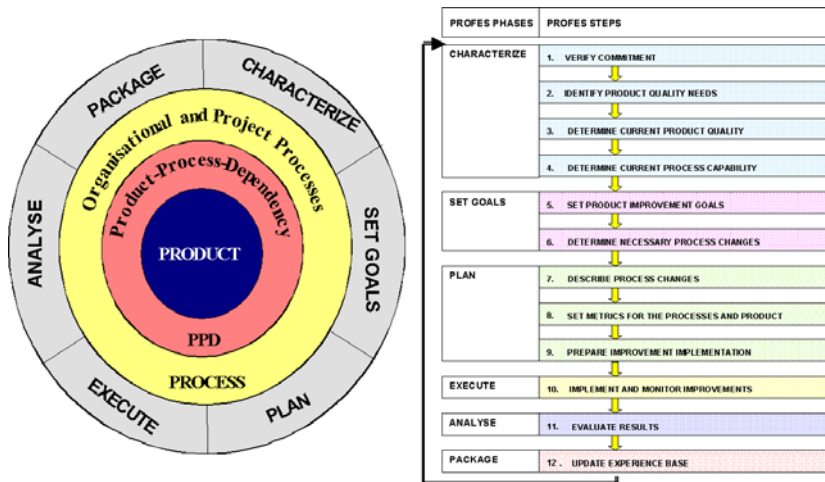 PACKAGE
CHARACTERIZE
SET GOALS
PLAN
EXECUTE
ANALYSE
Organisational and Project Processes
Product-Process-Dependency
PRODUCT
PPD
PROCESS
PROFES PHASES PROFES STEPS
CHARACTERIZE
1. VERIFY COMMITMENT
2. IDENTIFY PRODUCT QUALITY NEEDS
3. DETERMINE CURRENT PRODUCT QUALITY
4. DETERMINE CURRENT PROCESS CAPABILITY
SET GOALS
5. SET PRODUCT IMPROVEMENT GOALS
6. DETERMINE NECESSARY PROCESS CHANGES
PLAN
7. DESCRIBE PROCESS CHANGES
8. SET METRICS FOR THE PROCESSES AND PRODUCT
9. PREPARE IMPROVEMENT IMPLEMENTATION
EXECUTE
10. IMPLEMENT AND MONITOR IMPROVEMENTS
ANALYSE
11. EVALUATE RESULTS
PACKAGE
12 . UPDATE EXPERIENCE BASE